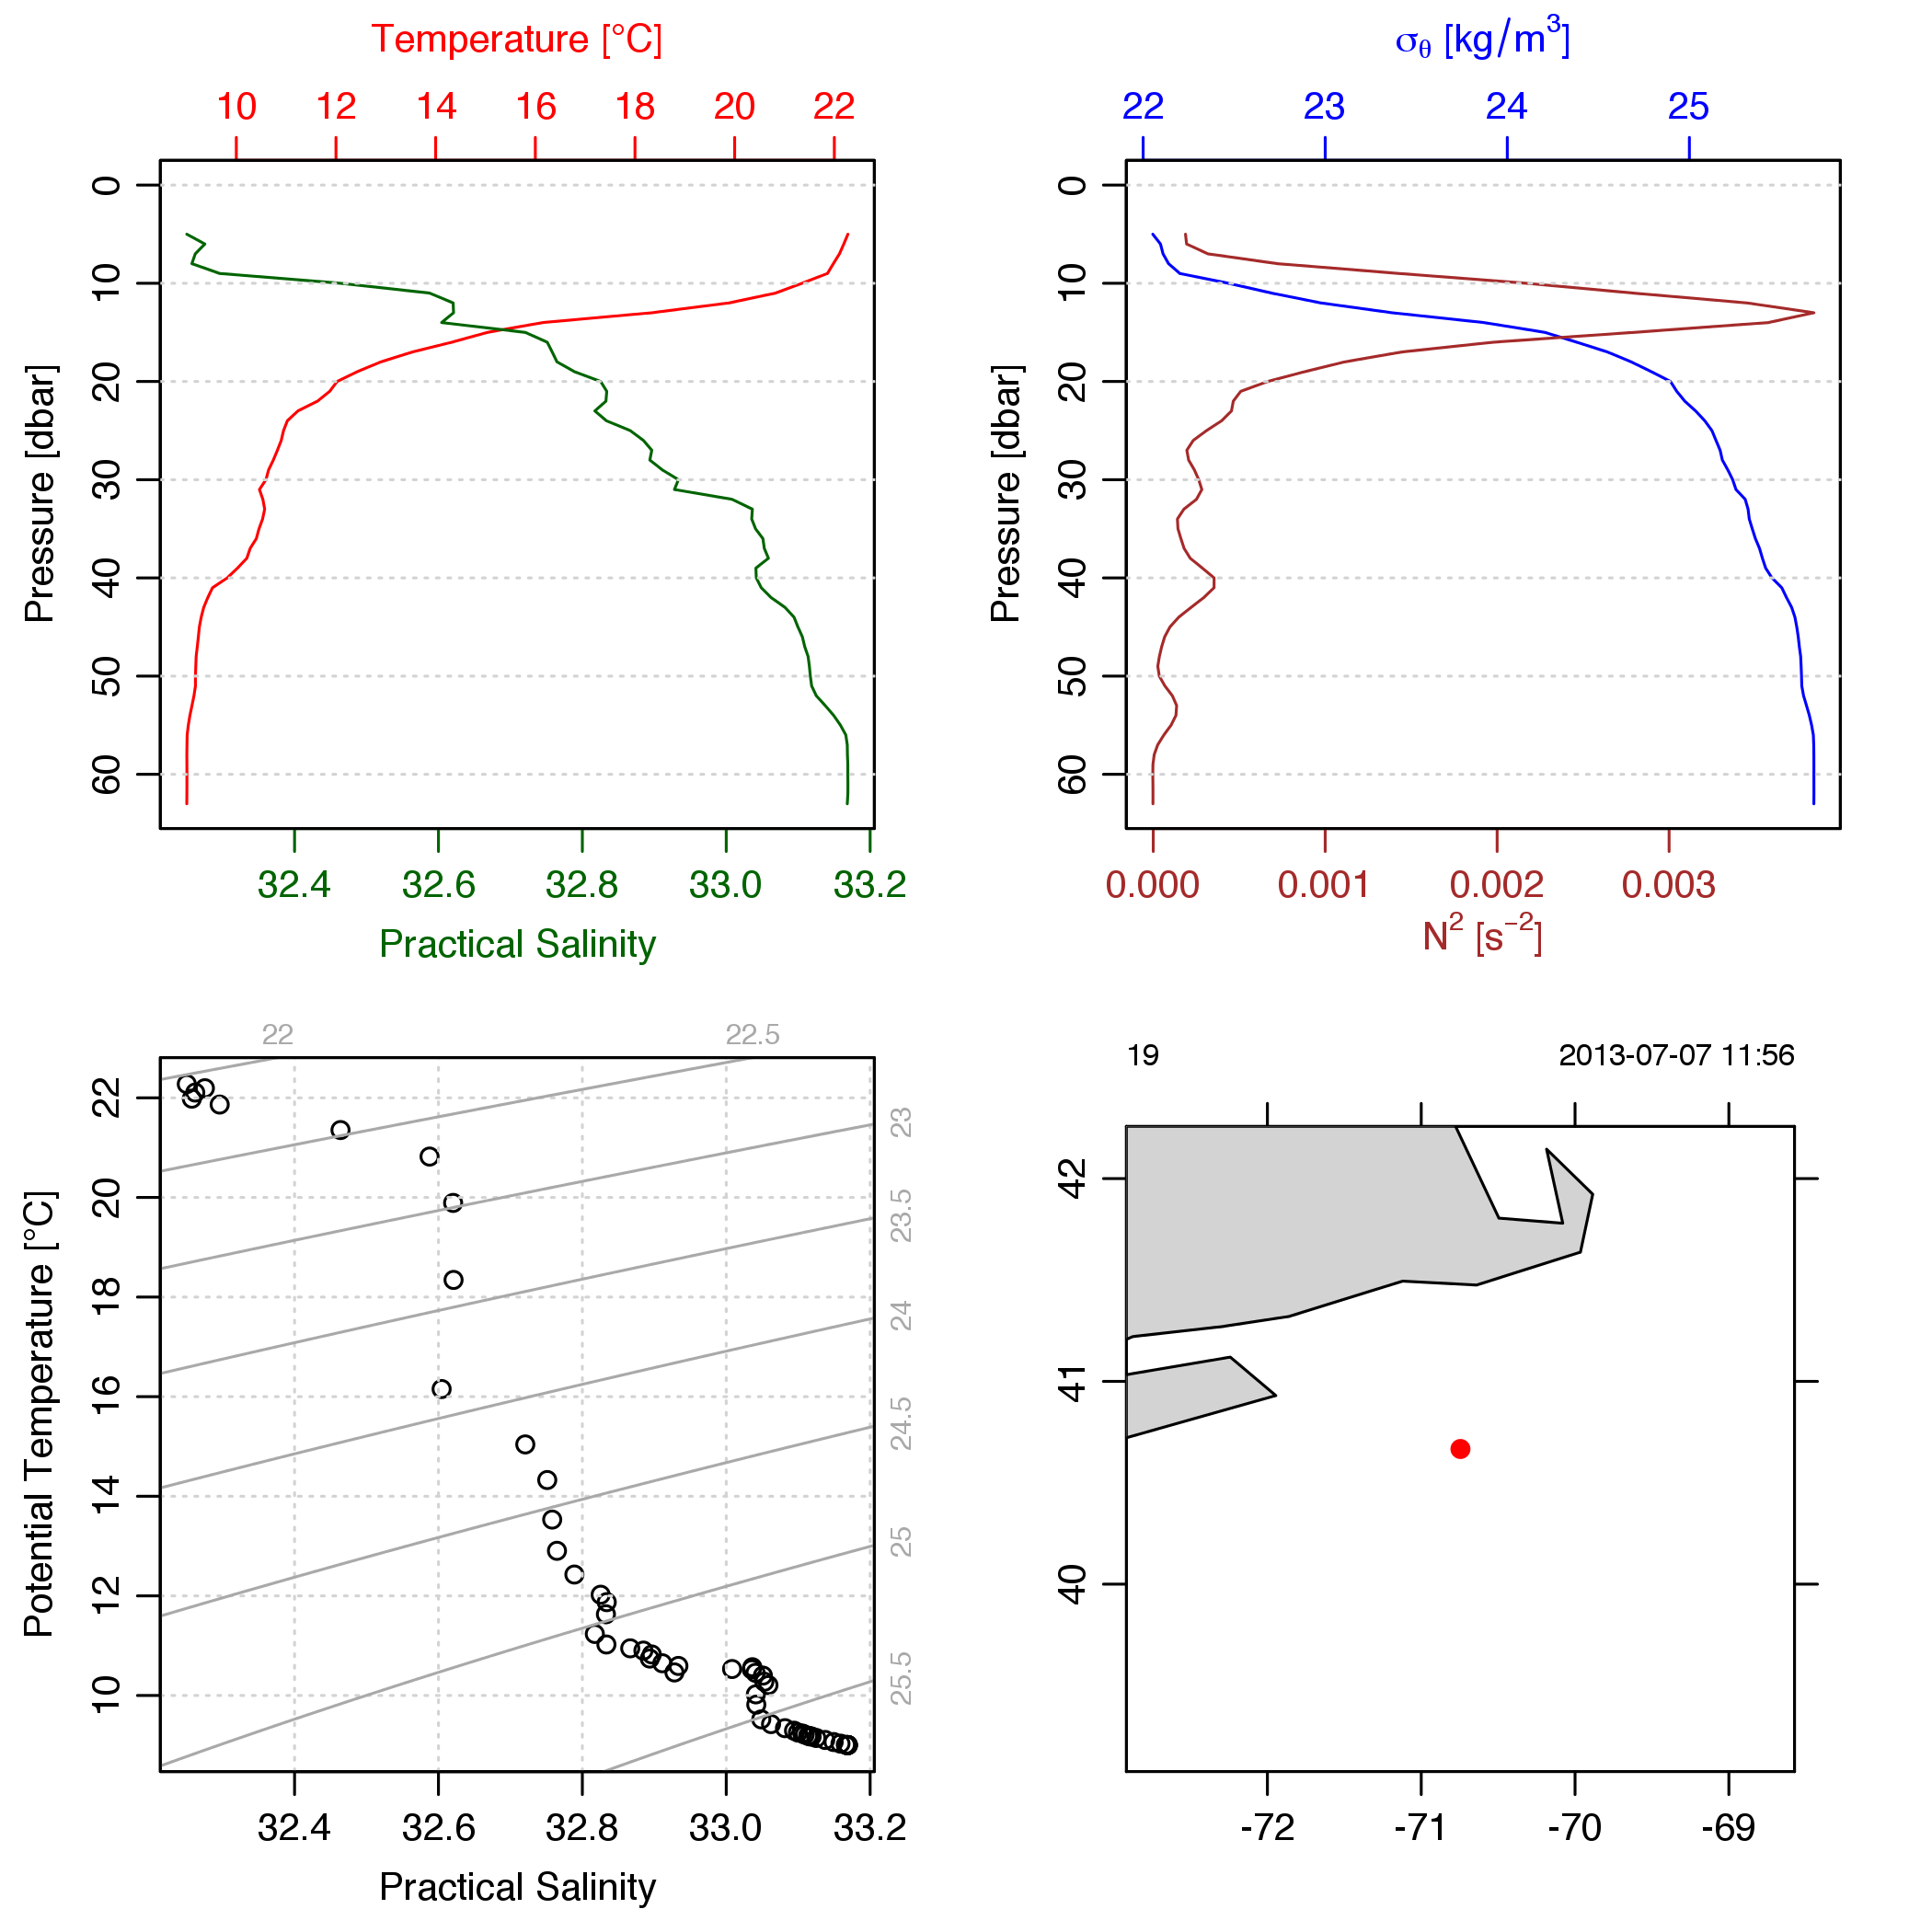 Temperature [°C]
10 12 14 16 18 20 22
0
10
20
30
40
50
60
Pressure [dbar]
32.4 32.6 32.8 33.0 33.2
Practical Salinity
σθ [kg/m³]
22 23 24 25
0
10
20
30
40
50
60
Pressure [dbar]
0.000 0.001 0.002 0.003
N² [s⁻²]
22 22.5
22
20
18
16
14
12
10
Potential Temperature [°C]
23
23.5
24
24.5
25
25.5
32.4 32.6 32.8 33.0 33.2
Practical Salinity
19 2013-07-07 11:56
42
41
40
-72 -71 -70 -69